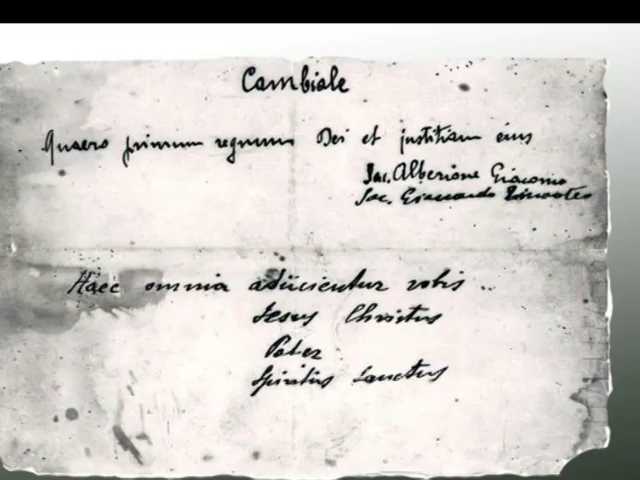 Cambiale
Quaero primum regnum Dei et justitiam eius
Sac. Alberione Giacomo
Sac. Giaccardo Timoteo
Haec omnia adiicientur vobis ..
Jesus Christus
Pater
Spiritus Sanctus